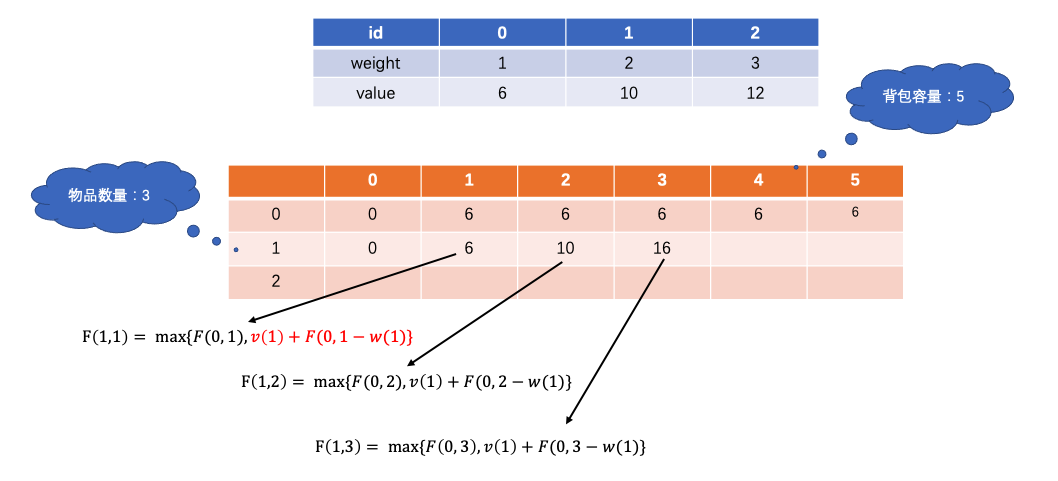 id 0 1 2
weight 1 2 3
value 6 10 12
背包容量：5
物品数量：3
0 1 2 3 4 5
0 0 6 6 6 6 6
1 0 6 10 16
2
F(1,1) = max{F(0, 1), v(1) + F(0, 1 − w(1)}
F(1,2) = max{F(0, 2), v(1) + F(0, 2 − w(1)}
F(1,3) = max{F(0, 3), v(1) + F(0, 3 − w(1)}